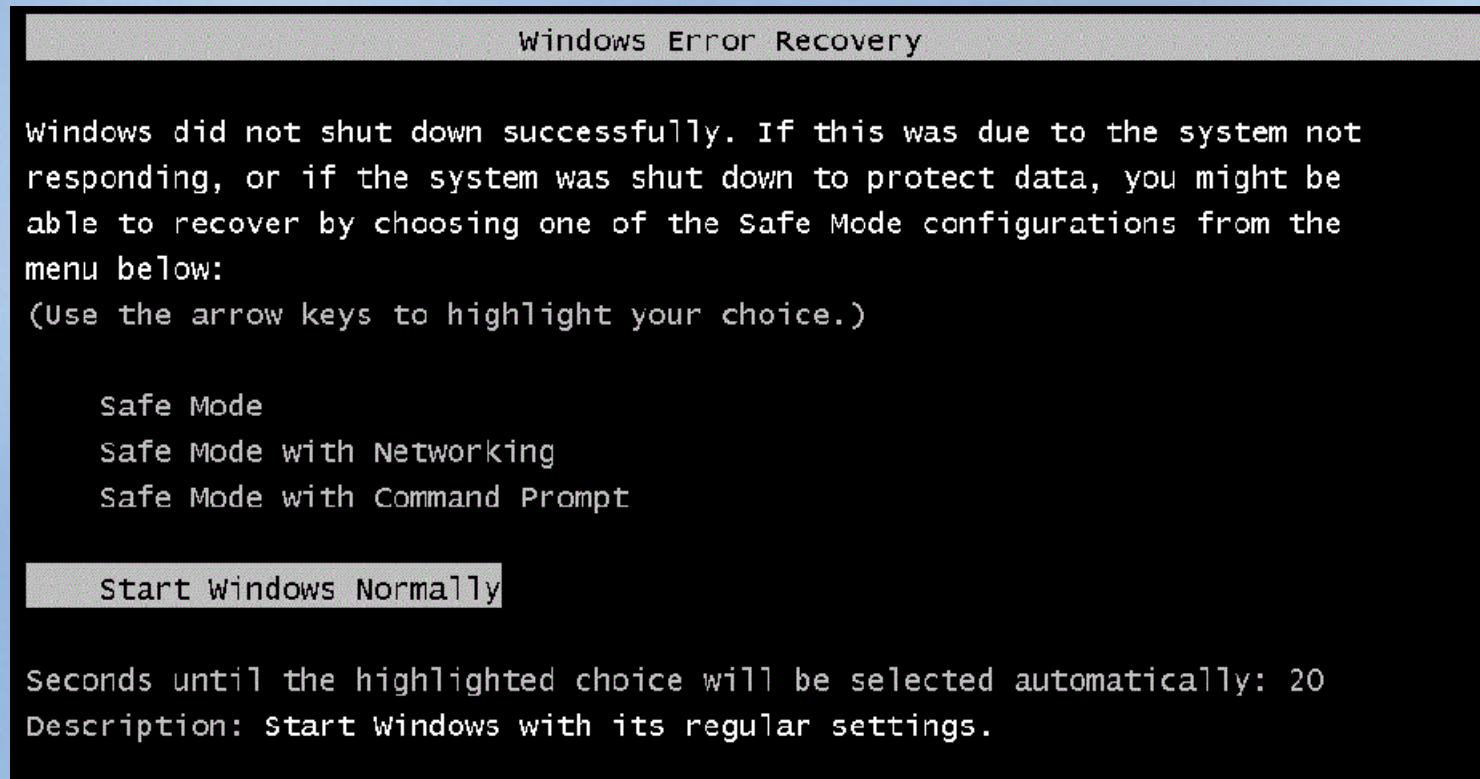 Windows Error Recovery
Windows did not shut down successfully. If this was due to the system not
responding, or if the system was shut down to protect data, you might be
able to recover by choosing one of the Safe Mode configurations from the
menu below:
(Use the arrow keys to highlight your choice.)
Safe Mode
Safe Mode with Networking
Safe Mode with Command Prompt
Start Windows Normally
Seconds until the highlighted choice will be selected automatically: 20
Description: Start Windows with its regular settings.